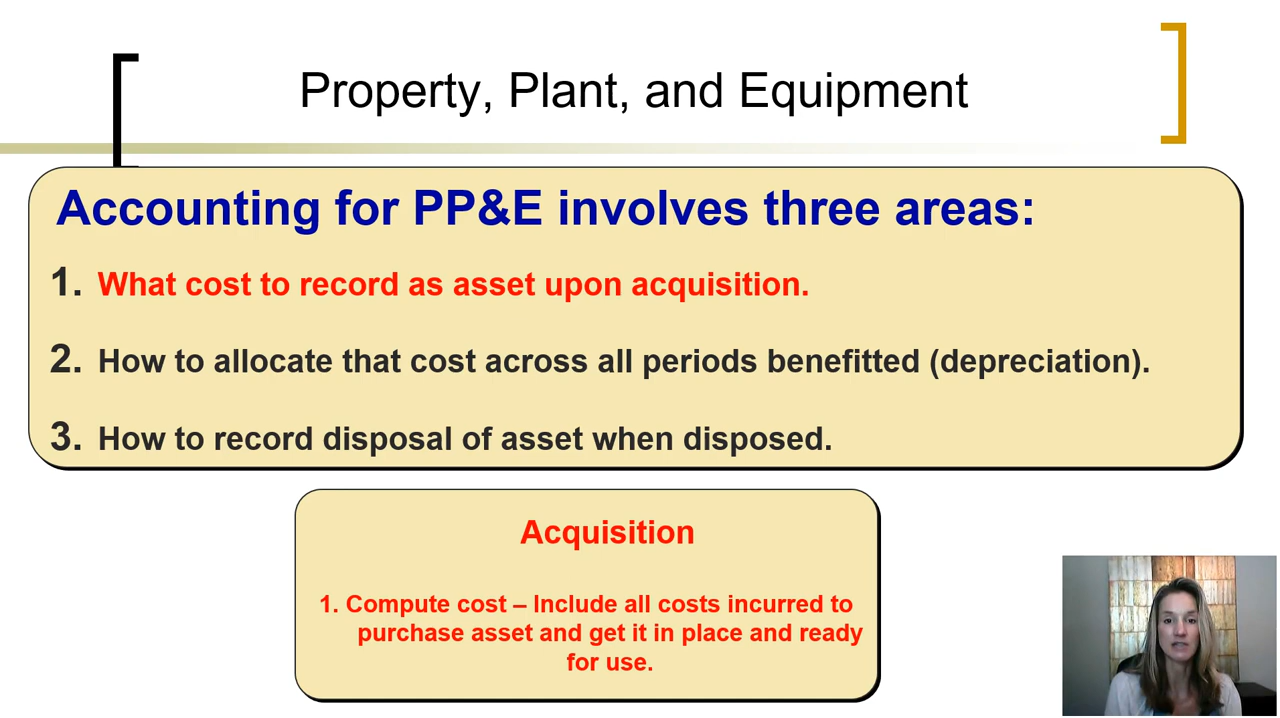 Property, Plant, and Equipment
Accounting for PP&E involves three areas:
1. What cost to record as asset upon acquisition.
2. How to allocate that cost across all periods benefitted (depreciation).
3. How to record disposal of asset when disposed.
Acquisition
1. Compute cost – Include all costs incurred to
purchase asset and get it in place and ready
for use.